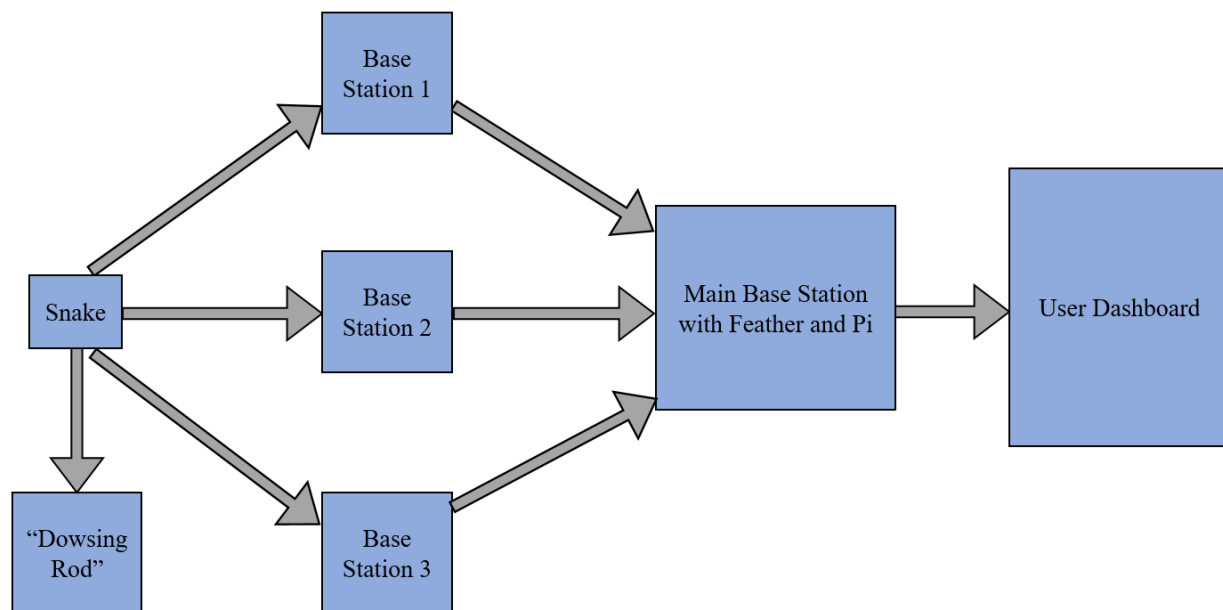 Base
Station 1
Snake
Base
Station 2
Main Base Station
with Feather and Pi
User Dashboard
“Dowsing
Rod”
Base
Station 3